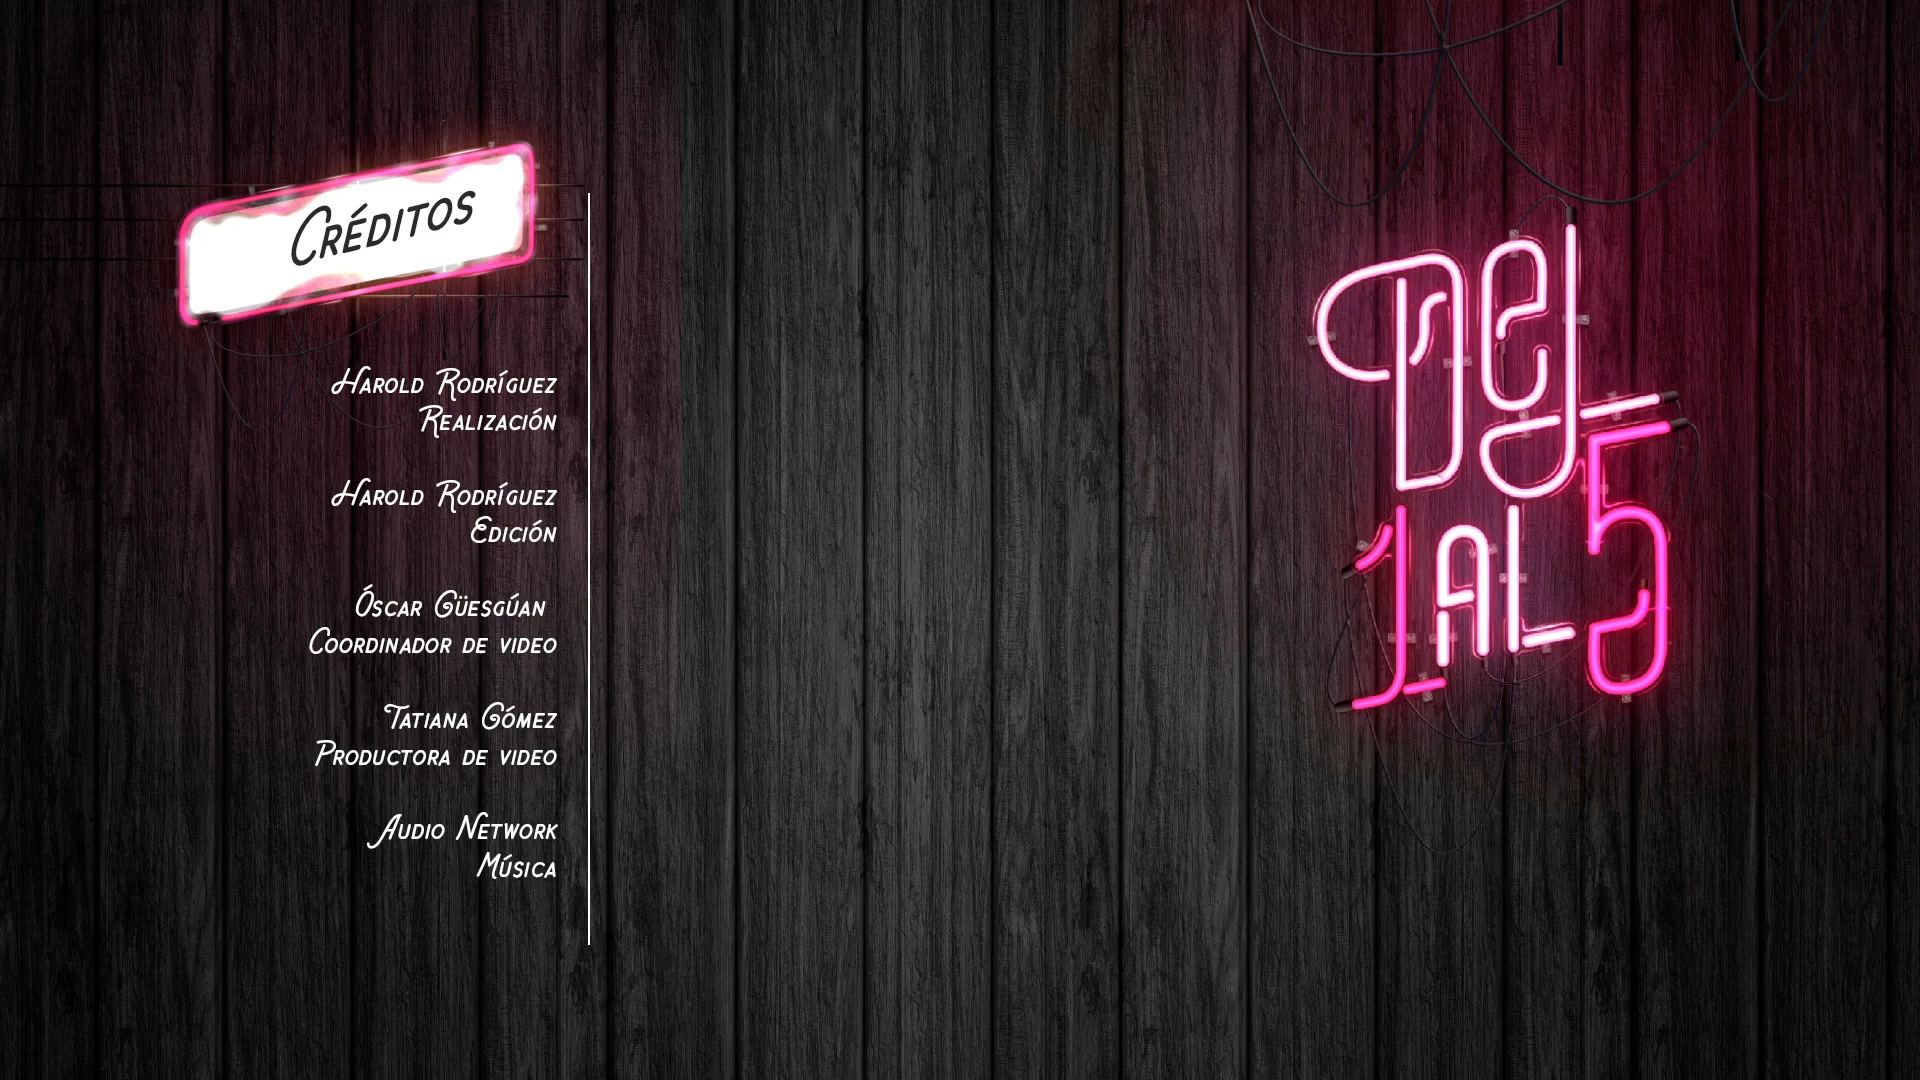 Créditos
Harold Rodríguez
Realización
Harold Rodríguez
Edición
Óscar Güesgúan
Coordinador de video
Tatiana Gómez
Productora de video
Audio Network
Música
Del
1 AL 5